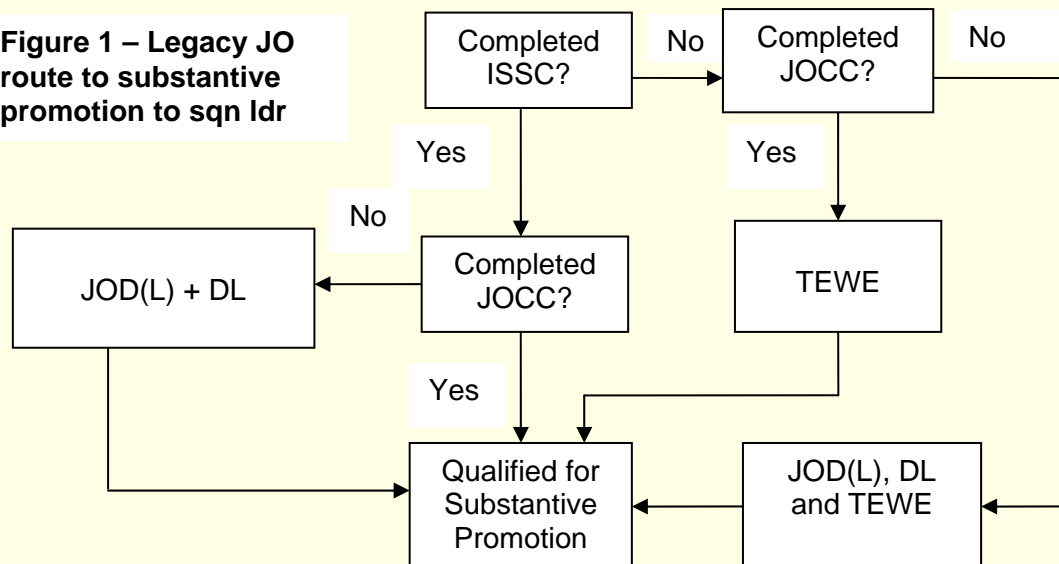 Figure 1 – Legacy JO
route to substantive
promotion to sqn ldr
Completed
ISSC?
No
Completed
JOCC?
No
Yes
Yes
No
JOD(L) + DL
Completed
JOCC?
TEWE
Yes
Qualified for
Substantive
Promotion
JOD(L), DL
and TEWE